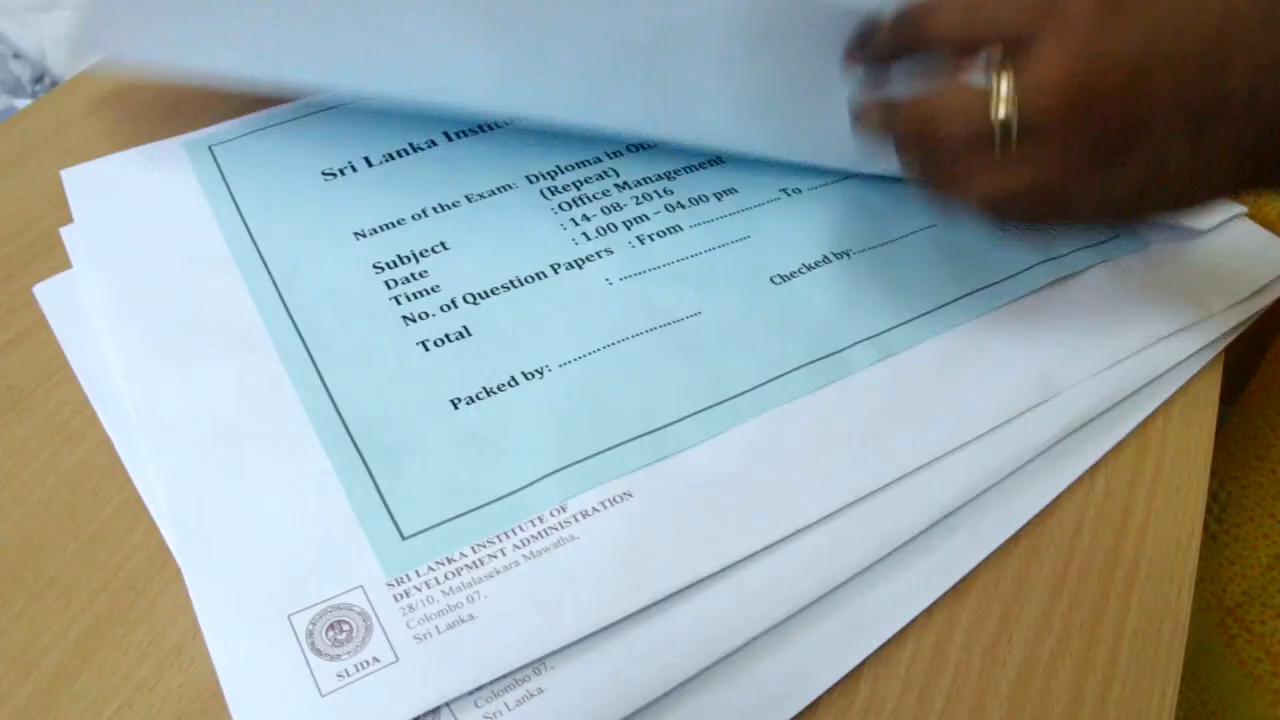 Sri Lanka
Name of the Exam: Diploma in
(Repeat)
Subject : Office Management
Date : 14- 08- 2016
Time : 1.00 pm – 04.00 pm
No. of Question Papers : From ........................ To ............
Total : ..................................
Packed by: ..................................
Checked by:......................
SRI LANKA INSTITUTE OF
DEVELOPMENT ADMINISTRATION
28/10, Malalasekara Mawatha,
Colombo 07,
Sri Lanka.
SLIDA
Colombo 07,
Sri Lanka.